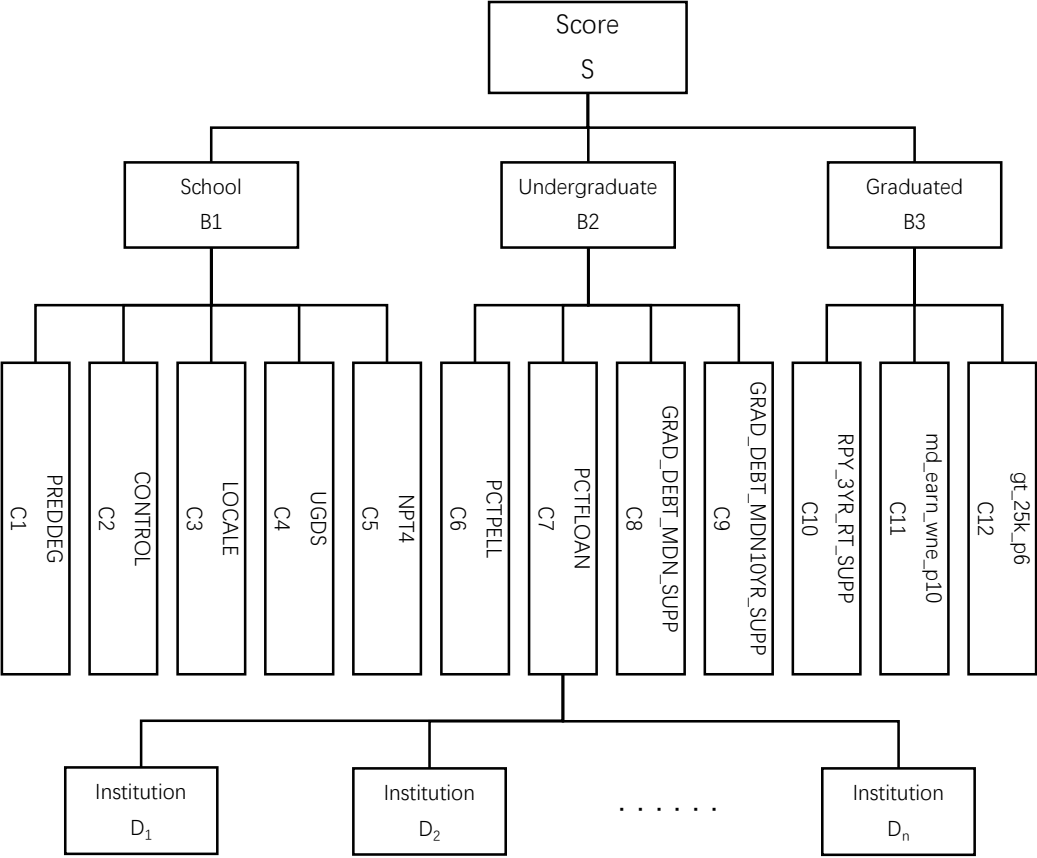 Score
S
School
B1
Undergraduate
B2
Graduated
B3
PREDDEG
C1
CONTROL
C2
LOCALE
C3
UGDS
C4
NPT4
C5
PCTPELL
C6
PCTFLOAN
C7
GRAD_DEBT_MDN_SUPP
C8
GRAD_DEBT_MDN10YR_SUPP
C9
RPY_3YR_RT_SUPP
C10
md_earn_wne_p10
C11
gt_25k_p6
C12
Institution
D1
Institution
D2
......
Institution
Dn